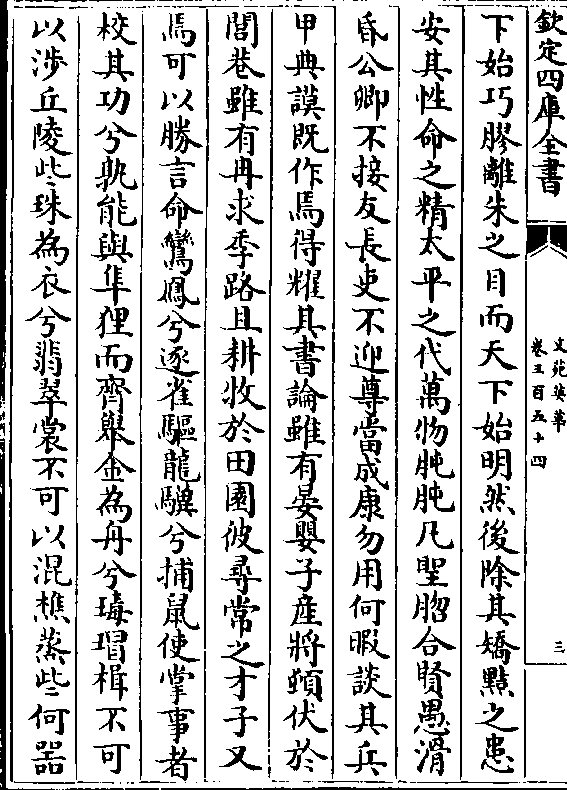 欽定四庫全書
文苑英華
卷三百五十四
三
下始巧膠離朱之目而天下始明然後除其矯黠之患
安其性命之精太平之代萬物肫肫凡聖脗合賢愚滑
昏公卿不接友長吏不迎尊當成康勿用何暇談其兵
甲典謨既作焉得耀其書論雖有晏嬰子産將頞伏於
閭巷雖有冉求季路且耕牧於田園彼尋常之才子又
焉可以勝言命鸞鳳兮逐雀驅龍驥兮捕鼠使掌事者
校其功兮孰能與隼狸而齊舉金為舟兮瑇瑁楫不可
以涉丘陵些珠為衣兮翡翠裳不可以混樵蒸些何器